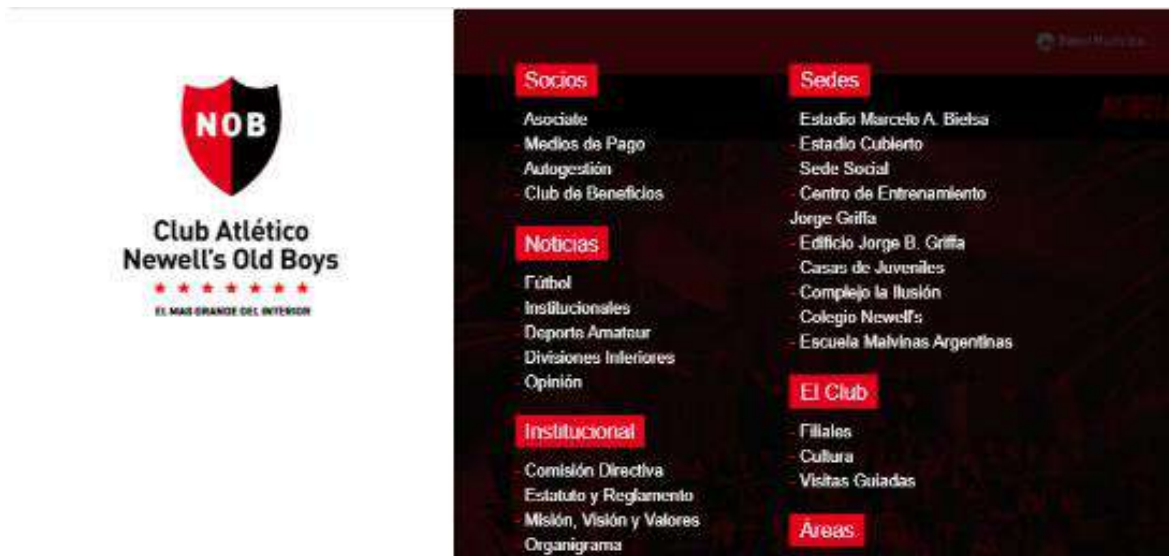 NOB
Club Atlético
Newell's Old Boys
EL MAS GRANDE DEL INTERIOR
Socios
- Asociate
- Medios de Pago
- Autogestión
- Club de Beneficios
Noticias
- Fútbol
- Institucionales
- Deporte Amateur
- Divisiones Inferiores
- Opinión
Institucional
- Comisión Directiva
- Estatuto y Reglamento
- Misión, Visión y Valores
- Organigrama
Sedes
- Estadio Marcelo A. Bielsa
- Estadio Cubierto
- Sede Social
- Centro de Entrenamiento
Jorge Griffa
- Edificio Jorge B. Griffa
- Casas de Juveniles
- Complejo la Ilusión
- Colegio Newell's
- Escuela Malvinas Argentinas
El Club
- Filiales
- Cultura
- Visitas Guiadas
Áreas